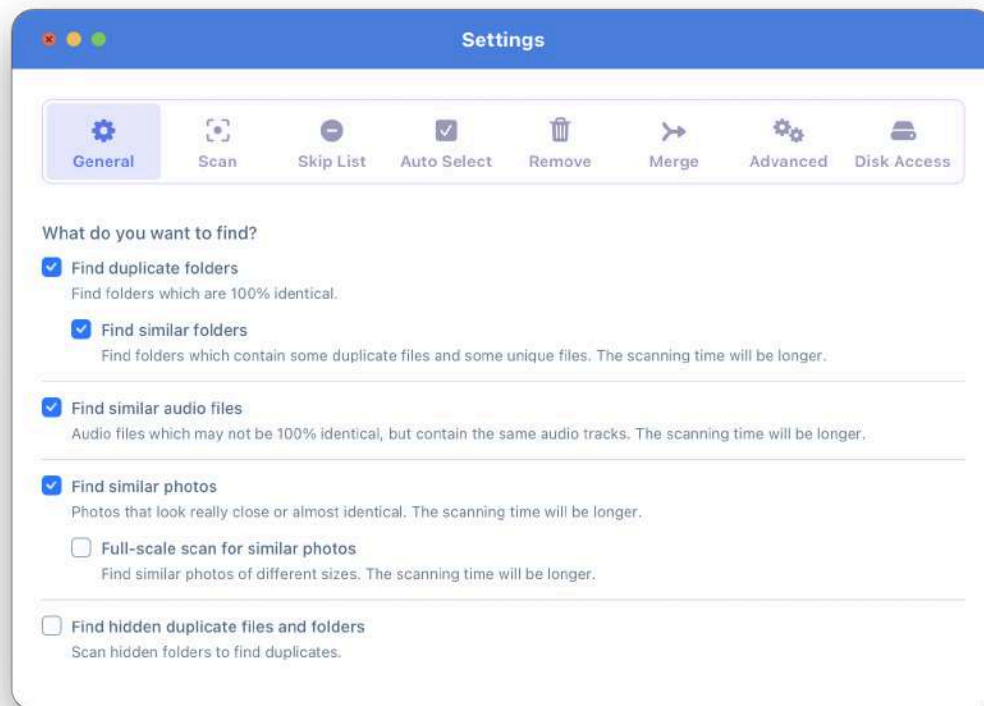 Settings
General Scan Skip List Auto Select Remove Merge Advanced Disk Access
What do you want to find?
Find duplicate folders
Find folders which are 100% identical.
Find similar folders
Find folders which contain some duplicate files and some unique files. The scanning time will be longer.
Find similar audio files
Audio files which may not be 100% identical, but contain the same audio tracks. The scanning time will be longer.
Find similar photos
Photos that look really close or almost identical. The scanning time will be longer.
Full-scale scan for similar photos
Find similar photos of different sizes. The scanning time will be longer.
Find hidden duplicate files and folders
Scan hidden folders to find duplicates.